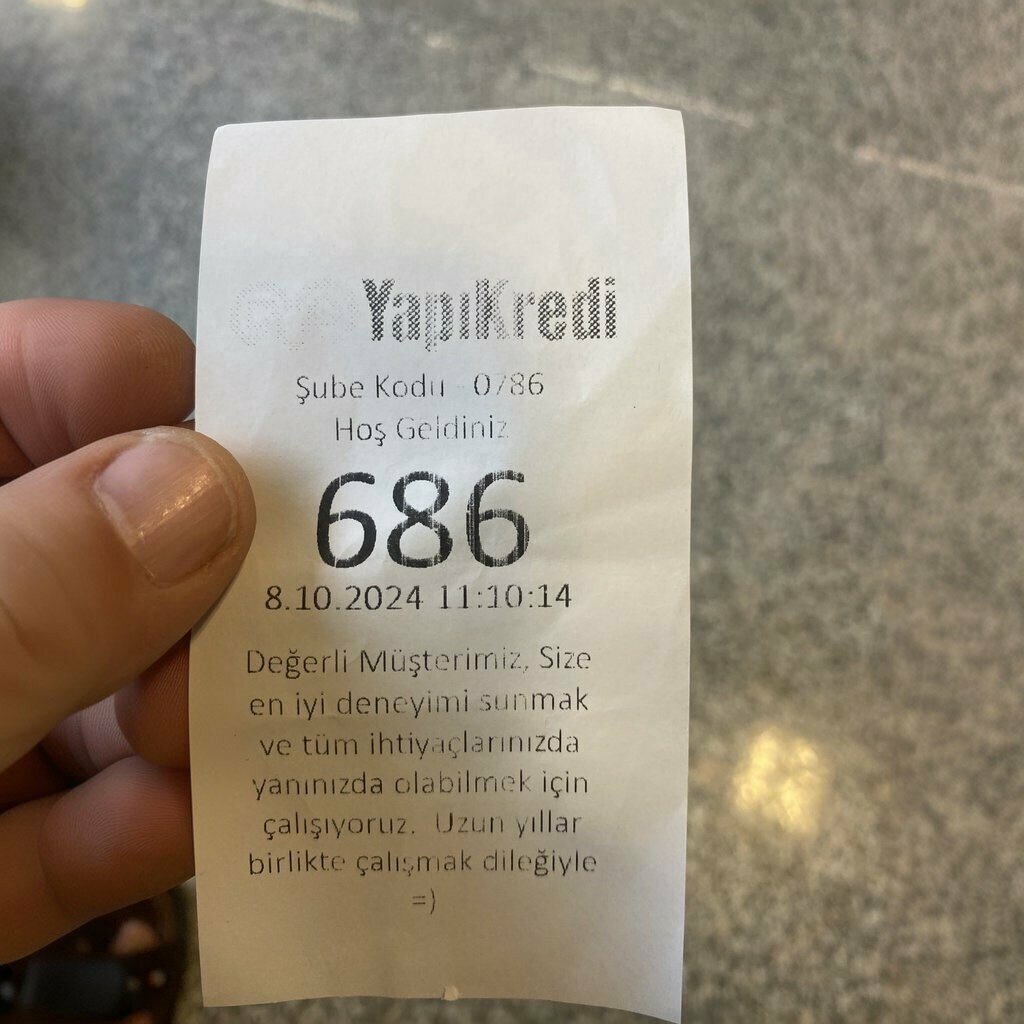 YapıKredi
Şube Kodu - 0786
Hoş Geldiniz
686
8.10.2024 11:10:14
Değerli Müşterimiz, Size
en iyi deneyimi sunmak
ve tüm ihtiyaçlarınızda
yanınızda olabilmek için
çalışıyoruz. Uzun yıllar
birlikte çalışmak dileğiyle
=)